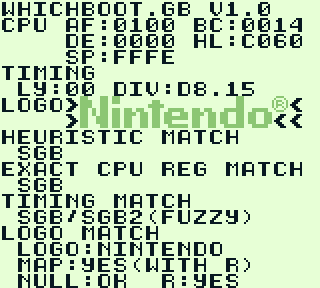 WHICHBOOT.GB V1.0
CPU AF:0100 BC:0014
DE:0000 HL:C060
SP:FFFE
TIMING
LY:00 DIV:D8.15
LOGO>Nintendo®<
><<
HEURISTIC MATCH
SGB
EXACT CPU REG MATCH
SGB
TIMING MATCH
SGB/SGB2(FUZZY)
LOGO MATCH
LOGO:NINTENDO
MAP:YES(WITH R)
NULL:OK R:YES